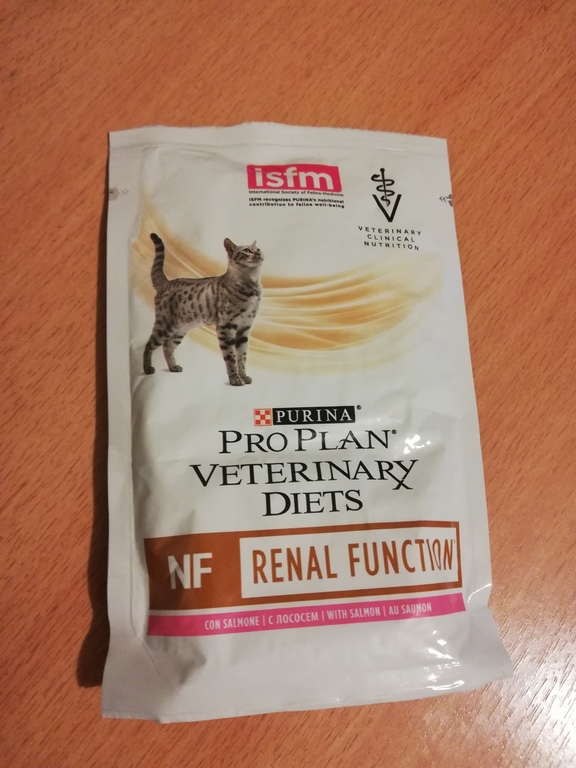 isfm
International Society of Feline Medicine
ISFM recognises PURINA's nutritional
contribution to feline well-being
VETERINARY
CLINICAL
NUTRITION
PURINA®
PRO PLAN®
VETERINARY
DIETS
NF RENAL FUNCTION
CON SALMONE | С ЛОСОСЕМ | WITH SALMON | AU SAUMON